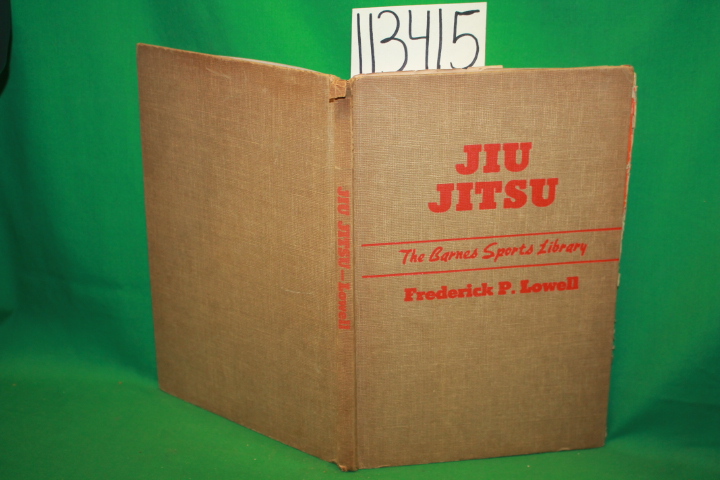 113415
JIU
JITSU
The Barnes Sports Library
Frederick P. Lowell
JIU JITSU—Lowell